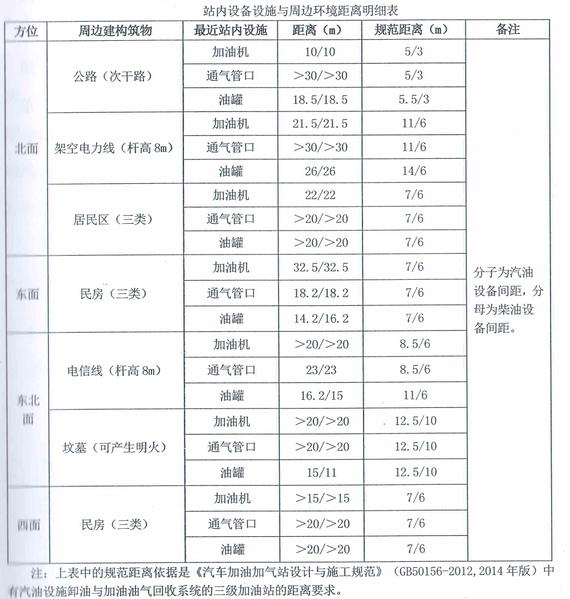 站内设备设施与周边环境距离明细表
方位 周边建构筑物 最近站内设施 距离（m） 规范距离（m） 备注
北面 公路（次干路） 加油机 10/10 5/3
通气管口 >30/>30 5/3
油罐 18.5/18.5 5.5/3
架空电力线（杆高 8m） 加油机 21.5/21.5 11/6
通气管口 >30/>30 11/6
油罐 26/26 14/6
居民区（三类） 加油机 22/22 7/6
通气管口 >20/>20 7/6
油罐 >20/>20 7/6
东面 民房（三类） 加油机 32.5/32.5 7/6
通气管口 18.2/18.2 7/6
油罐 14.2/16.2 7/6
东北面 电信线（杆高 8m） 加油机 >20/>20 8.5/6
通气管口 23/23 8.5/6
油罐 16.2/15 11/6
坟墓（可产生明火） 加油机 >20/>20 12.5/10
通气管口 >20/>20 12.5/10
油罐 15/11 12.5/10
西面 民房（三类） 加油机 >15/>15 7/6
通气管口 >20/>20 7/6
油罐 >20/>20 7/6
分子为汽油
设备间距，分
母为柴油设
备间距。
注：上表中的规范距离依据是《汽车加油加气站设计与施工规范》（GB50156-2012,2014 年版）中
有汽油设施卸油与加油油气回收系统的三级加油站的距离要求。